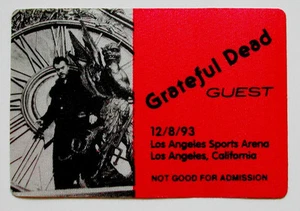 Grateful Dead
GUEST
12/8/93
Los Angeles Sports Arena
Los Angeles, California
NOT GOOD FOR ADMISSION